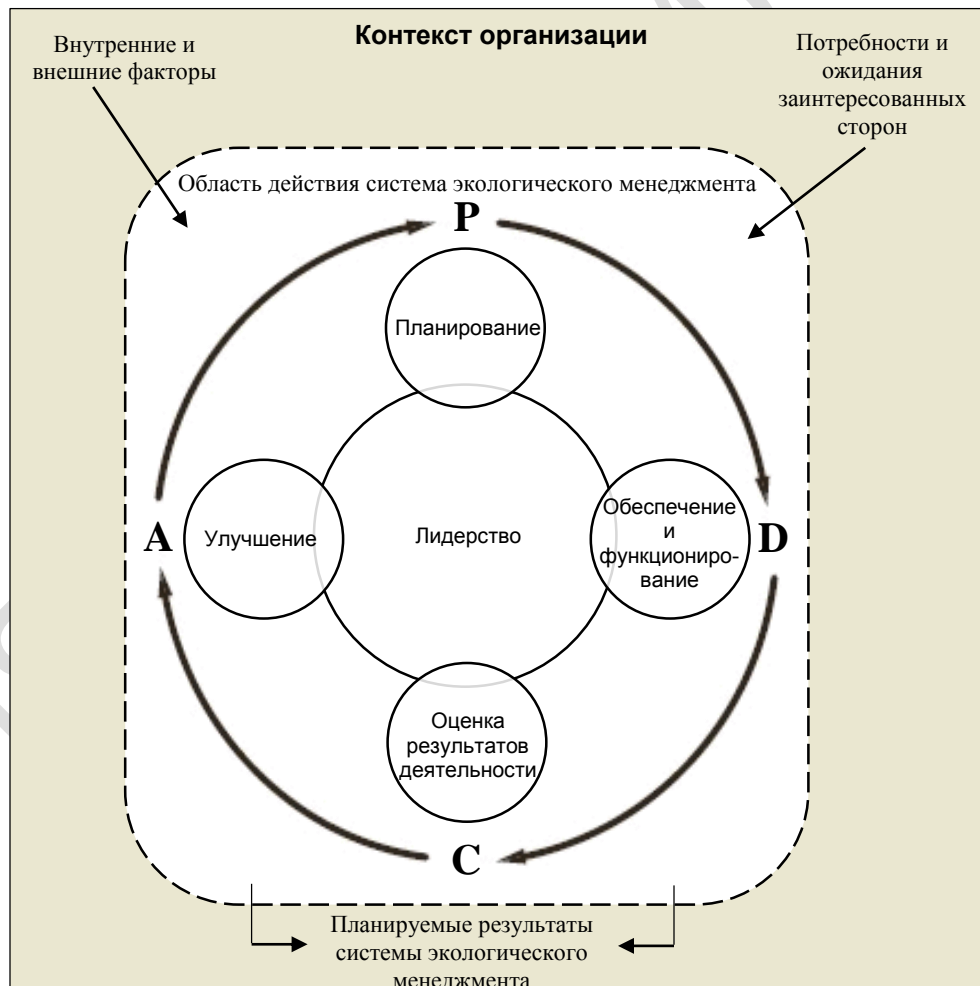 Контекст организации
Внутренние и
внешние факторы
Потребности и
ожидания
заинтересованных
сторон
Область действия система экологического менеджмента
P
Планирование
A
Улучшение
Лидерство
Обеспечение
и
функциониро-
вание
D
Оценка
результатов
деятельности
C
Планируемые результаты
системы экологического
менеджмента